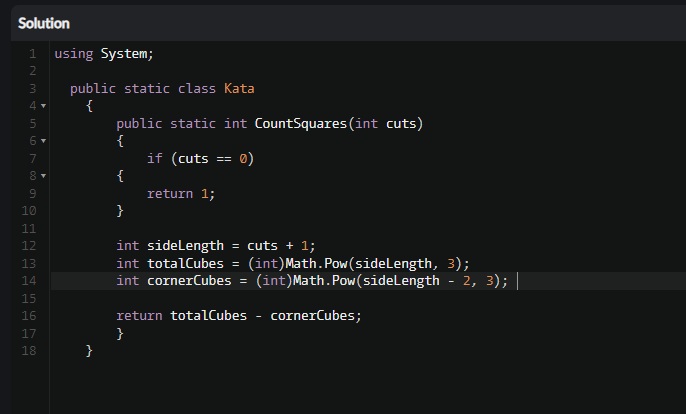 Solution
1 using System;
2
3 public static class Kata
4 {
5 public static int CountSquares(int cuts)
6 {
7 if (cuts == 0)
8 {
9 return 1;
10 }
11
12 int sideLength = cuts + 1;
13 int totalCubes = (int)Math.Pow(sideLength, 3);
14 int cornerCubes = (int)Math.Pow(sideLength - 2, 3);
15
16 return totalCubes - cornerCubes;
17 }
18 }